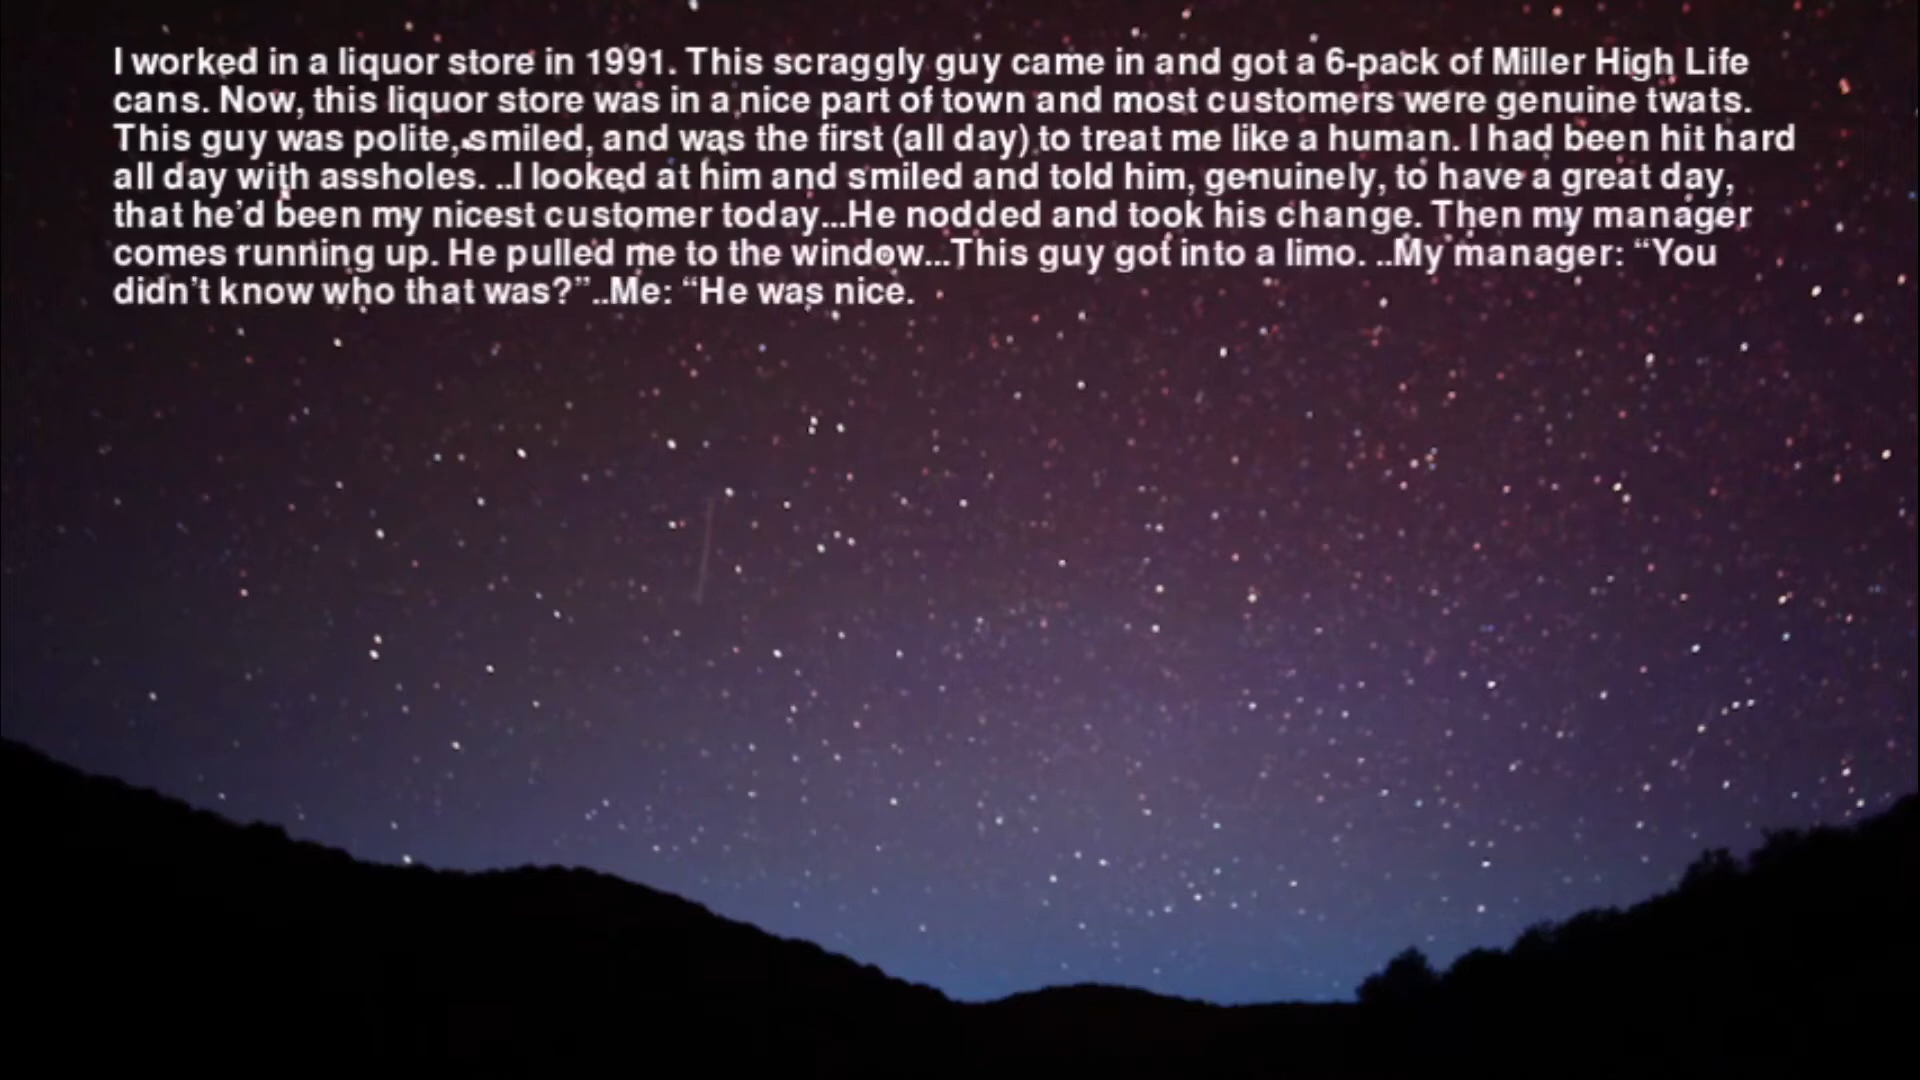 I worked in a liquor store in 1991. This scraggly guy came in and got a 6-pack of Miller High Life
cans. Now, this liquor store was in a nice part of town and most customers were genuine twats.
This guy was polite, smiled, and was the first (all day) to treat me like a human. I had been hit hard
all day with assholes. ..I looked at him and smiled and told him, genuinely, to have a great day,
that he’d been my nicest customer today...He nodded and took his change. Then my manager
comes running up. He pulled me to the window...This guy got into a limo. ..My manager: “You
didn’t know who that was?”..Me: “He was nice.